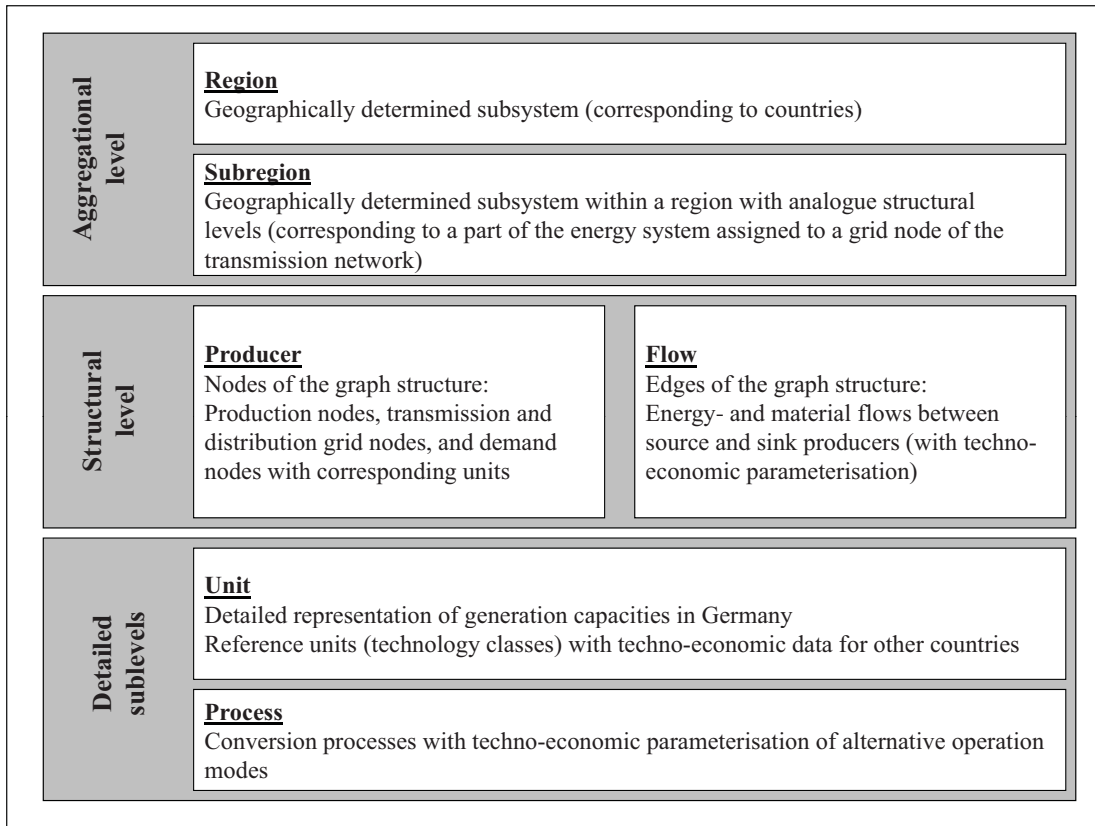 Aggregational
level
Region
Geographically determined subsystem (corresponding to countries)
Subregion
Geographically determined subsystem within a region with analogue structural
levels (corresponding to a part of the energy system assigned to a grid node of the
transmission network)
Structural
level
Producer
Nodes of the graph structure:
Production nodes, transmission and
distribution grid nodes, and demand
nodes with corresponding units
Flow
Edges of the graph structure:
Energy- and material flows between
source and sink producers (with techno-
economic parameterisation)
Detailed
sublevels
Unit
Detailed representation of generation capacities in Germany
Reference units (technology classes) with techno-economic data for other countries
Process
Conversion processes with techno-economic parameterisation of alternative operation
modes